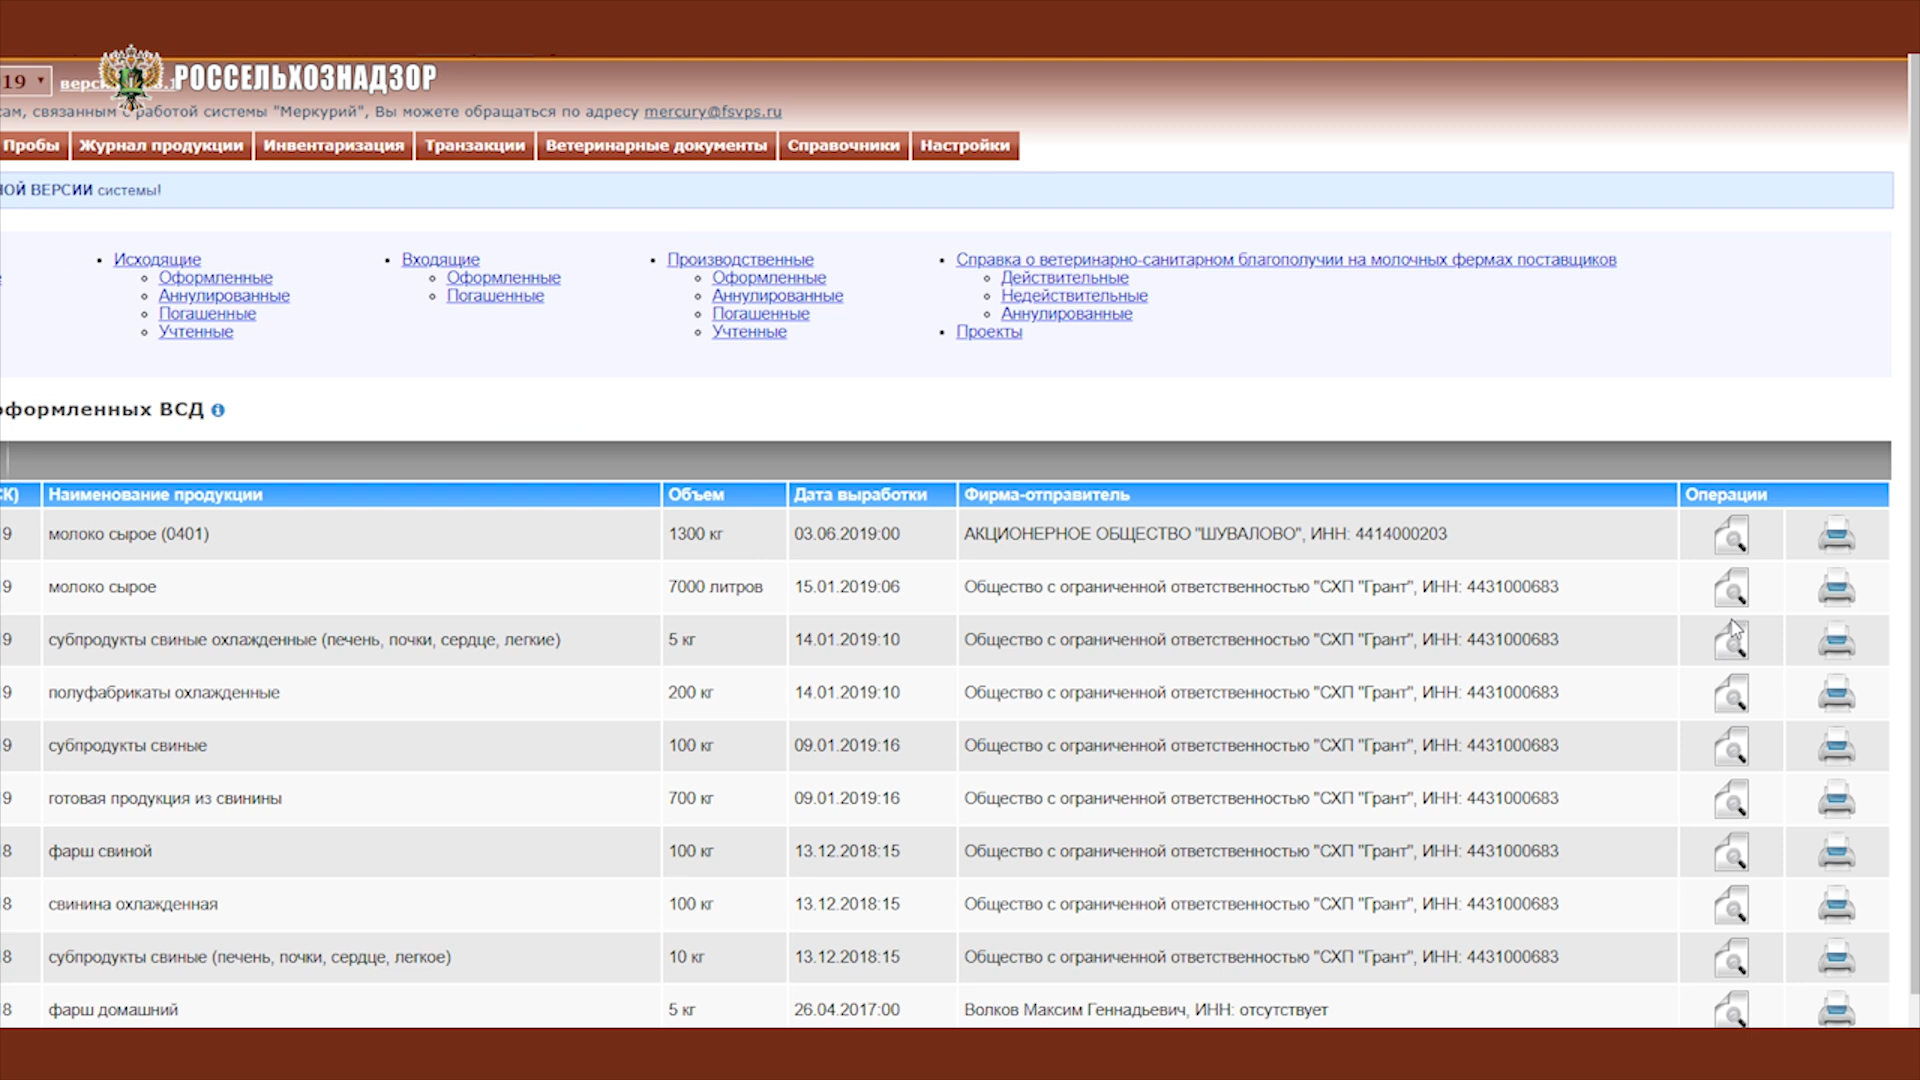 19 РОССЕЛЬХОЗНАДЗОР
связанным с работой системы "Меркурий", Вы можете обращаться по адресу mercury@fsvps.ru
Пробы Журнал продукции Инвентаризация Транзакции Ветеринарные документы Справочники Настройки
ВЕРСИИ системы!
Исходящие Входящие Производственные Справка о ветеринарно-санитарном благополучии на молочных фермах поставщиков
Оформленные Оформленные Оформленные Действительные
Аннулированные Погашенные Аннулированные Недействительные
Погашенные Погашенные Аннулированные
Учтенные Учтенные Проекты
оформленных ВСД
Наименование продукции Объем Дата выработки Фирма-отправитель Операции
9 молоко сырое (0401) 1300 кг 03.06.2019:00 АКЦИОНЕРНОЕ ОБЩЕСТВО "ШУВАЛОВО", ИНН: 4414000203
9 молоко сырое 7000 литров 15.01.2019:06 Общество с ограниченной ответственностью "СХП "Грант", ИНН: 4431000683
9 субпродукты свиные охлажденные (печень, почки, сердце, легкие) 5 кг 14.01.2019:10 Общество с ограниченной ответственностью "СХП "Грант", ИНН: 4431000683
9 полуфабрикаты охлажденные 200 кг 14.01.2019:10 Общество с ограниченной ответственностью "СХП "Грант", ИНН: 4431000683
9 субпродукты свиные 100 кг 09.01.2019:16 Общество с ограниченной ответственностью "СХП "Грант", ИНН: 4431000683
9 готовая продукция из свинины 700 кг 09.01.2019:16 Общество с ограниченной ответственностью "СХП "Грант", ИНН: 4431000683
8 фарш свиной 100 кг 13.12.2018:15 Общество с ограниченной ответственностью "СХП "Грант", ИНН: 4431000683
8 свинина охлажденная 100 кг 13.12.2018:15 Общество с ограниченной ответственностью "СХП "Грант", ИНН: 4431000683
8 субпродукты свиные (печень, почки, сердце, легкое) 10 кг 13.12.2018:15 Общество с ограниченной ответственностью "СХП "Грант", ИНН: 4431000683
8 фарш домашний 5 кг 26.04.2017:00 Волков Максим Геннадьевич, ИНН: отсутствует